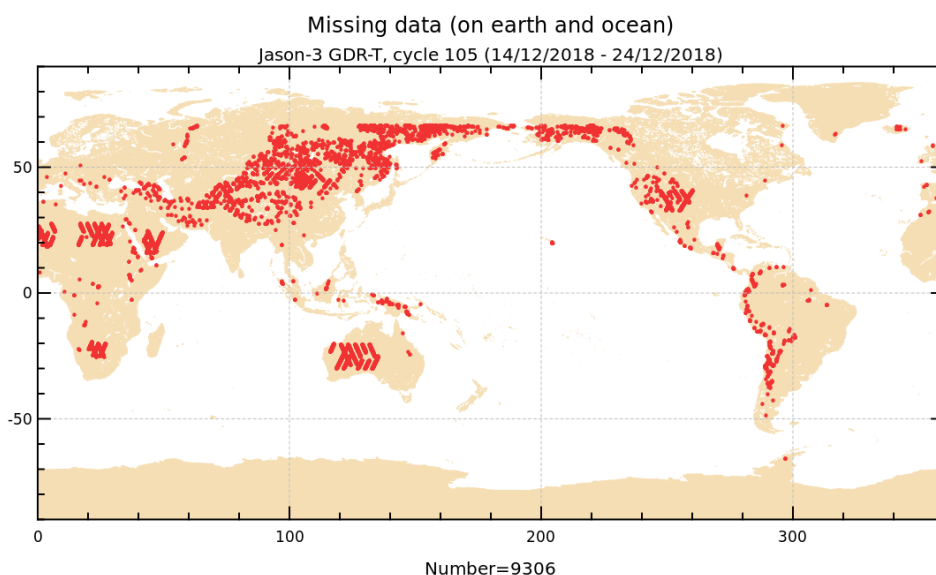 Missing data (on earth and ocean)
Jason-3 GDR-T, cycle 105 (14/12/2018 - 24/12/2018)
50
0
-50
0 100 200 300
Number=9306